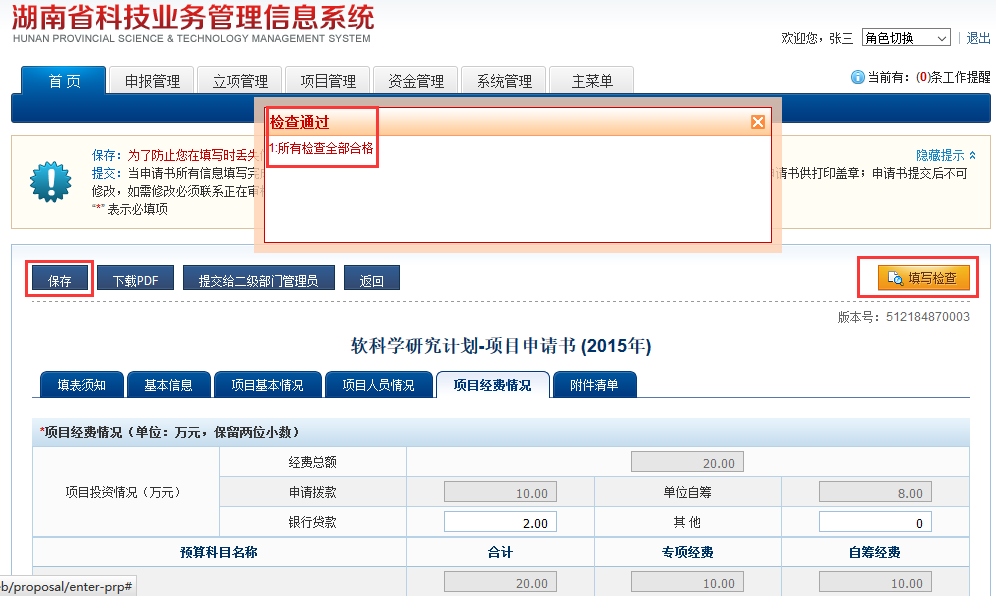 湖南省科技业务管理信息系统
HUNAN PROVINCIAL SCIENCE & TECHNOLOGY MANAGEMENT SYSTEM
欢迎您，张三 角色切换 退出
首 页 申报管理 立项管理 项目管理 资金管理 系统管理 主菜单
当前有：(0)条工作提醒
检查通过
1:所有检查全部合格
保存：为了防止您在填写时丢失
隐藏提示
提交：当申请书所有信息填写完
请书供打印盖章；申请书提交后不可
修改，如需修改必须联系正在审
“*”表示必填项
保存 下载PDF 提交给二级部门管理员 返回 填写检查
版本号：512184870003
软科学研究计划-项目申请书 (2015年)
填表须知 基本信息 项目基本情况 项目人员情况 项目经费情况 附件清单
*项目经费情况（单位：万元，保留两位小数）
项目投资情况（万元）
经费总额 20.00
申请拨款 10.00 单位自筹 8.00
银行贷款 2.00 其 他 0
预算科目名称 合计 专项经费 自筹经费
20.00 10.00 10.00
b/proposal/enter-prp#